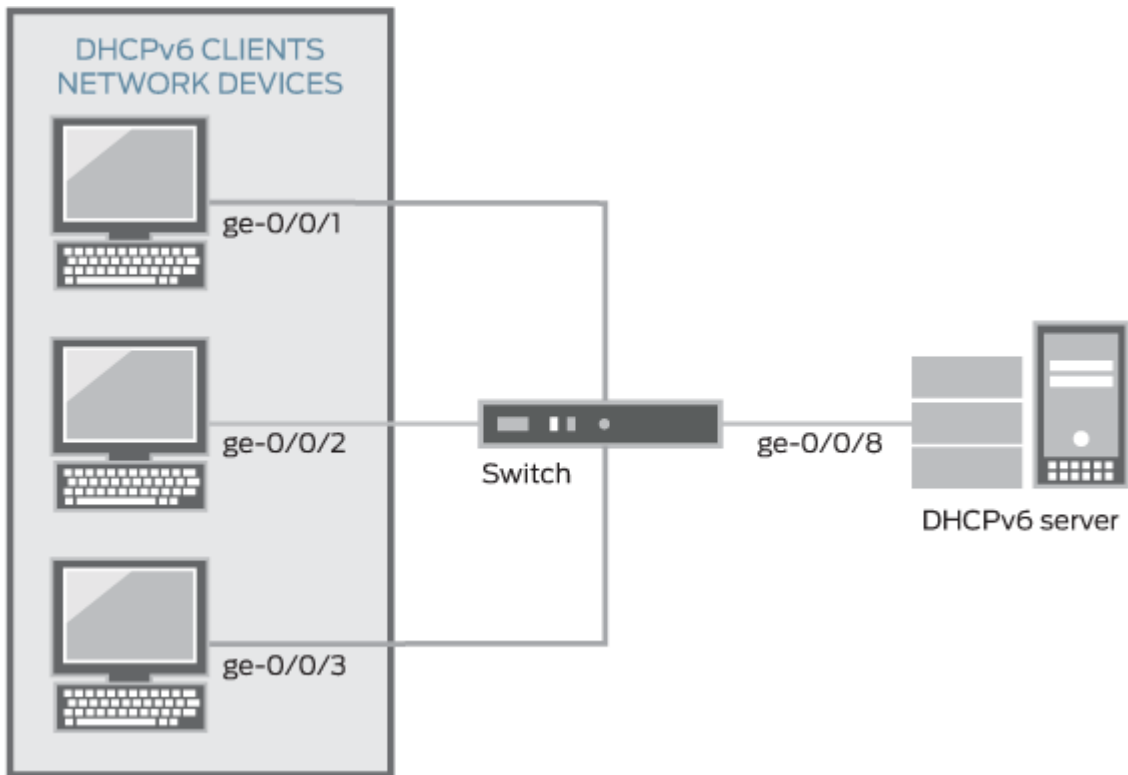 DHCPv6 CLIENTS
NETWORK DEVICES
ge-0/0/1
ge-0/0/2
ge-0/0/3
Switch
ge-0/0/8
DHCPv6 server